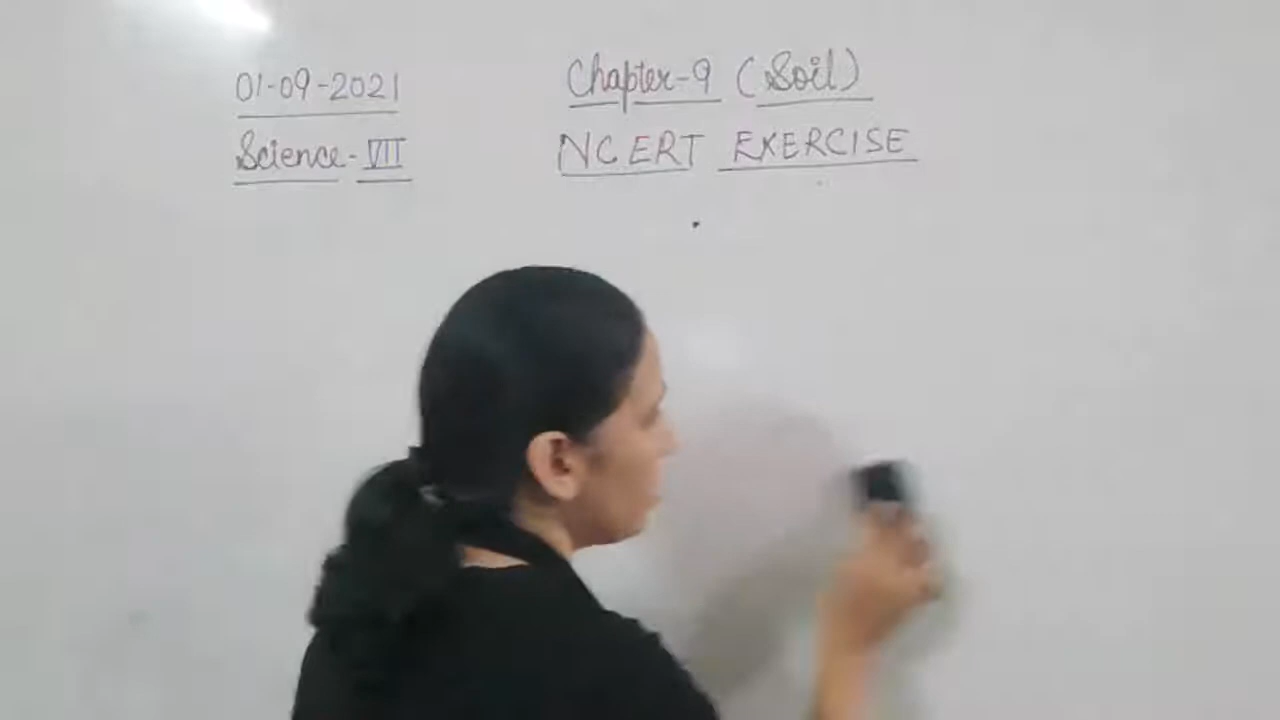 01-09-2021
Science-VII
Chapter-9 (Soil)
NCERT EXERCISE